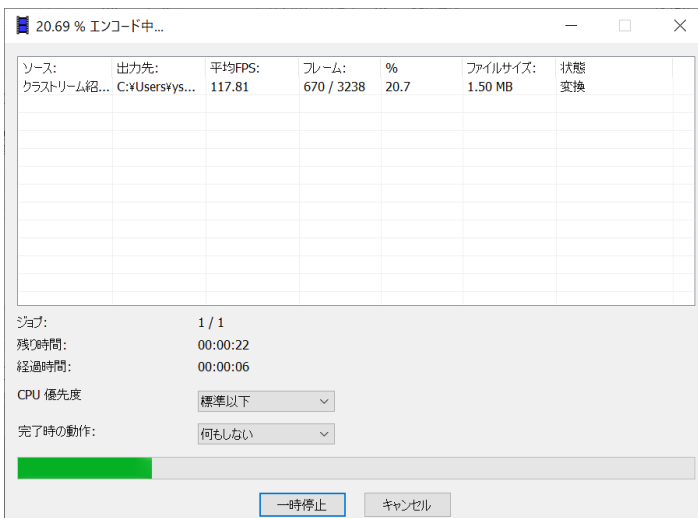 20.69 % エンコード中...
ソース: 出力先: 平均FPS: フレーム: % ファイルサイズ: 状態
クラストリーム紹... C:¥Users¥ys... 117.81 670 / 3238 20.7 1.50 MB 変換
ジョブ: 1 / 1
残り時間: 00:00:22
経過時間: 00:00:06
CPU 優先度 標準以下
完了時の動作: 何もしない
一時停止 キャンセル